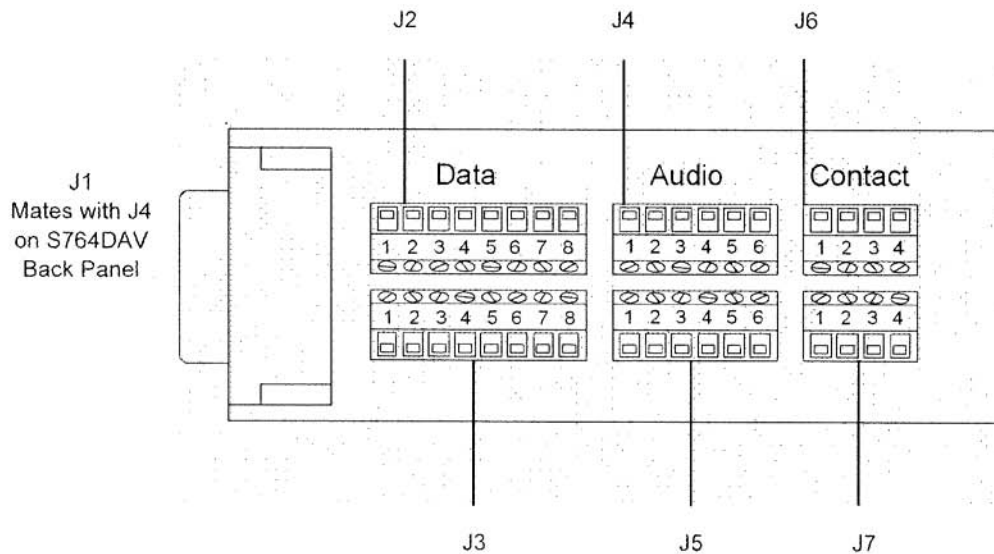 J2 J4 J6
J1
Mates with J4
on S764DAV
Back Panel
Data Audio Contact
1 2 3 4 5 6 7 8 1 2 3 4 5 6 1 2 3 4
1 2 3 4 5 6 7 8 1 2 3 4 5 6 1 2 3 4
J3 J5 J7